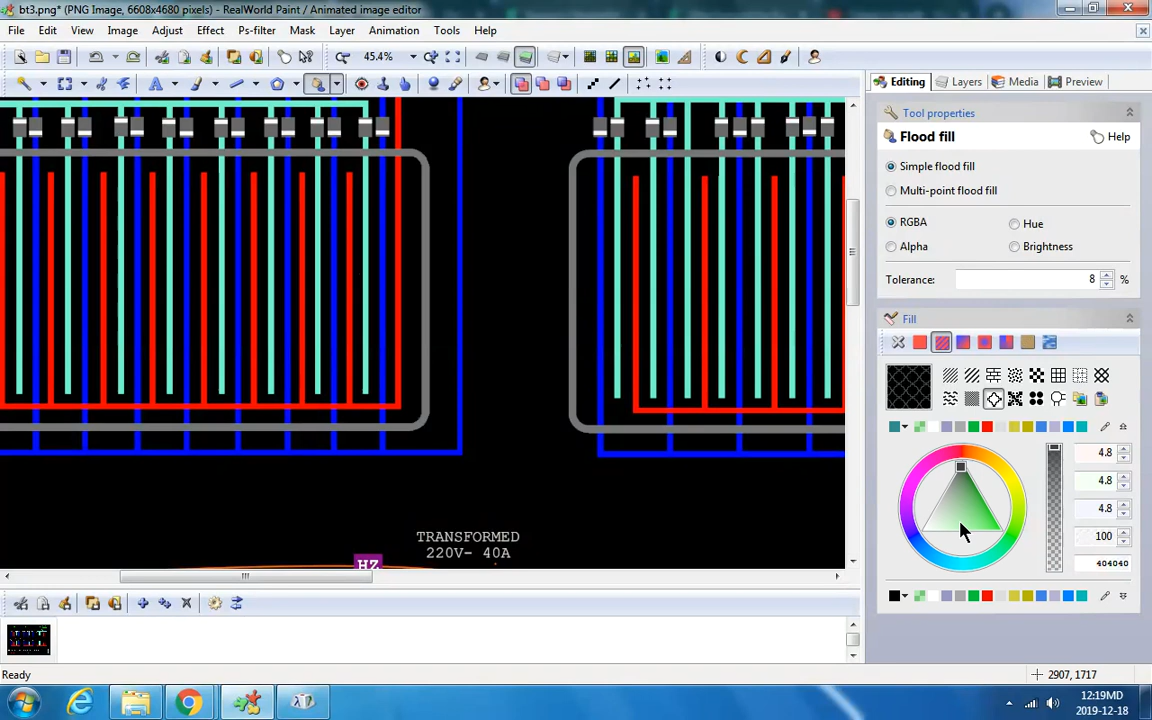 bt3.png* (PNG Image, 6608x4680 pixels) - RealWorld Paint / Animated image editor
File Edit View Image Adjust Effect Ps-filter Mask Layer Animation Tools Help
45.4%
Editing Layers Media Preview
Tool properties
Flood fill Help
Simple flood fill
Multi-point flood fill
RGBA Hue
Alpha Brightness
Tolerance: 8 %
Fill
4.8
4.8
4.8
100
404040
TRANSFORMED
220V- 40A
HZ
Ready
2907, 1717
12:19MD
2019-12-18